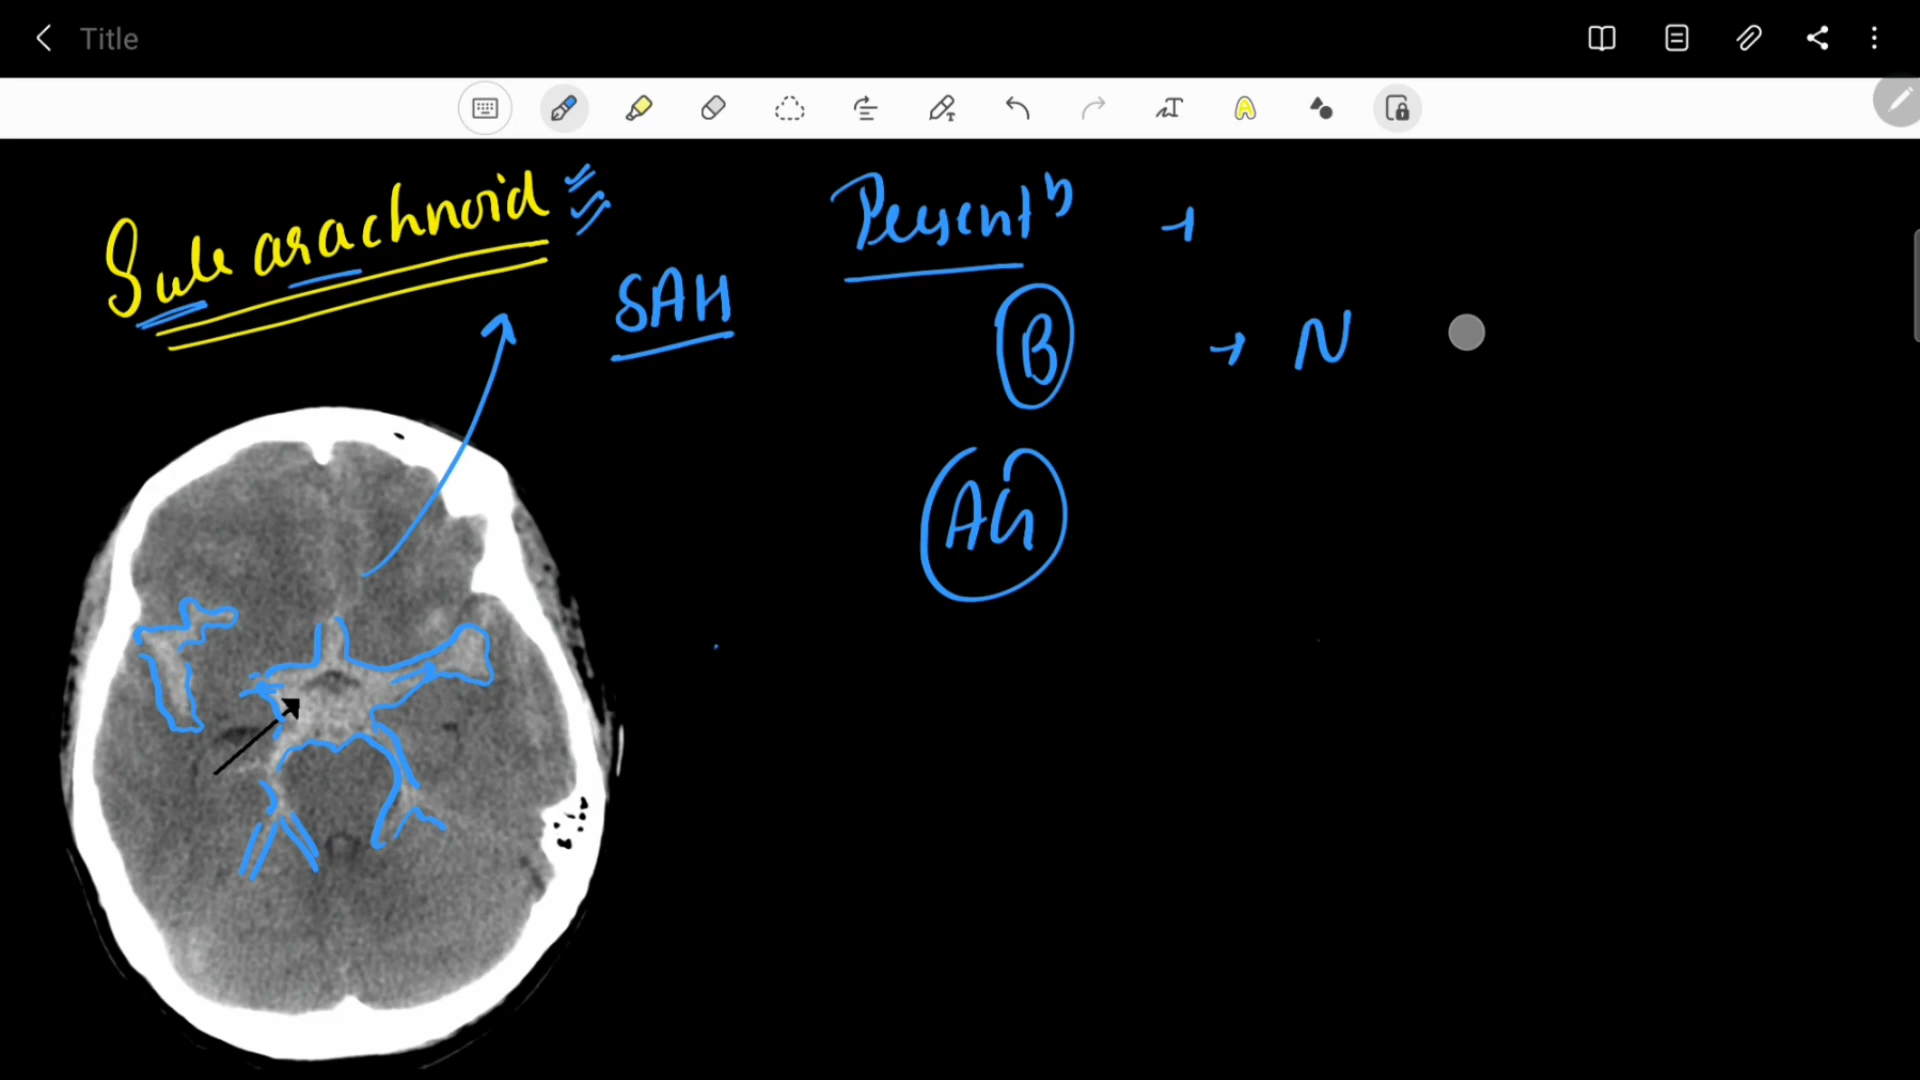 Title
Sub arachnoid
SAH
Present^n →
B → N
AG